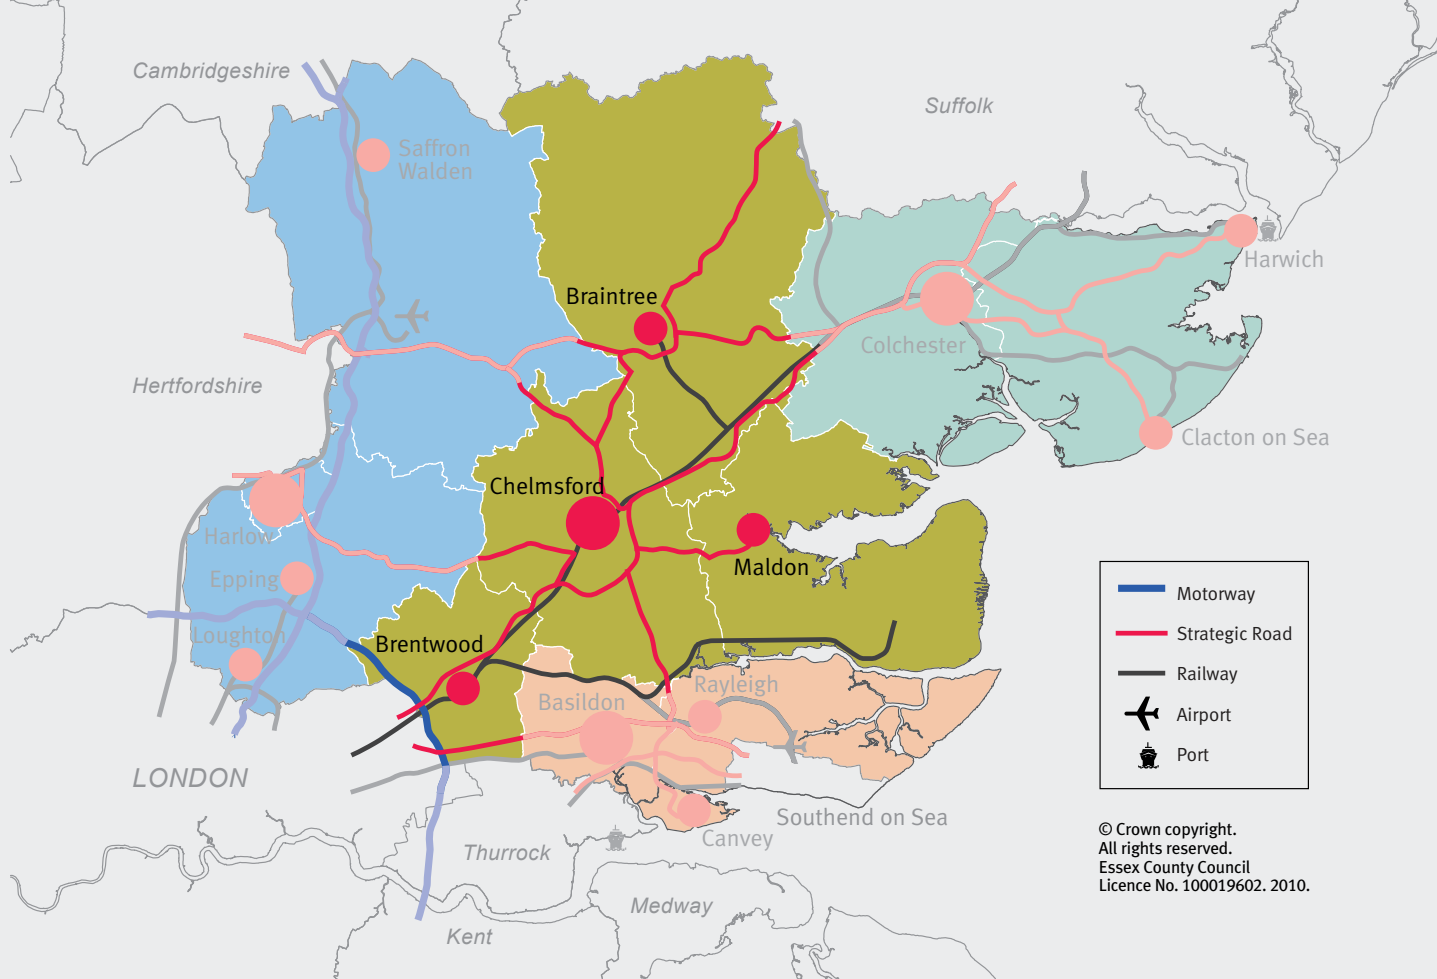 Cambridgeshire
Suffolk
Saffron
Walden
Harwich
Braintree
Colchester
Hertfordshire
Clacton on Sea
Chelmsford
Harlow
Maldon
Epping
Loughton
Brentwood
Rayleigh
Basildon
LONDON
Southend on Sea
Canvey
Thurrock
Medway
Kent
Motorway
Strategic Road
Railway
Airport
Port
© Crown copyright.
All rights reserved.
Essex County Council
Licence No. 100019602. 2010.